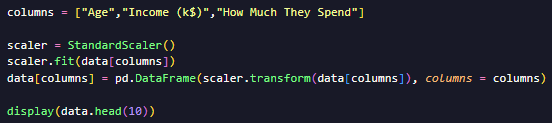 columns = ["Age","Income (k$)","How Much They Spend"]
scaler = StandardScaler()
scaler.fit(data[columns])
data[columns] = pd.DataFrame(scaler.transform(data[columns]), columns = columns)
display(data.head(10))